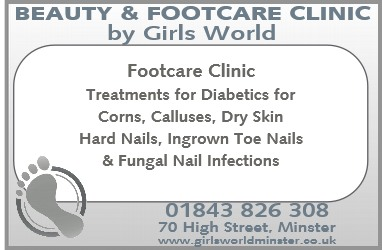 BEAUTY & FOOTCARE CLINIC
by Girls World
Footcare Clinic
Treatments for Diabetics for
Corns, Calluses, Dry Skin
Hard Nails, Ingrown Toe Nails
& Fungal Nail Infections
01843 826 308
70 High Street, Minster
www.girlsworldminster.co.uk